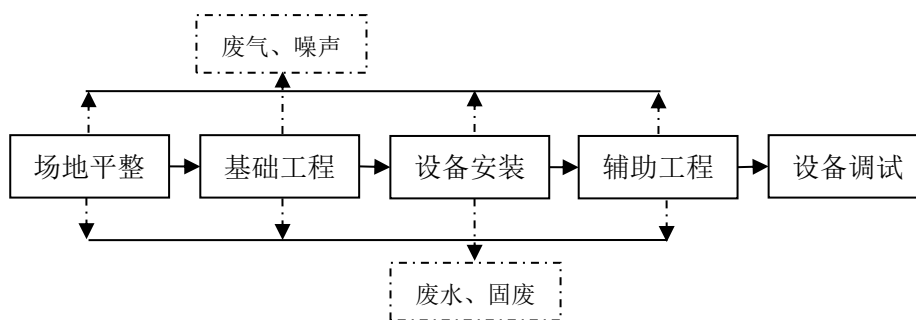 废气、噪声
场地平整
基础工程
设备安装
辅助工程
设备调试
废水、固废